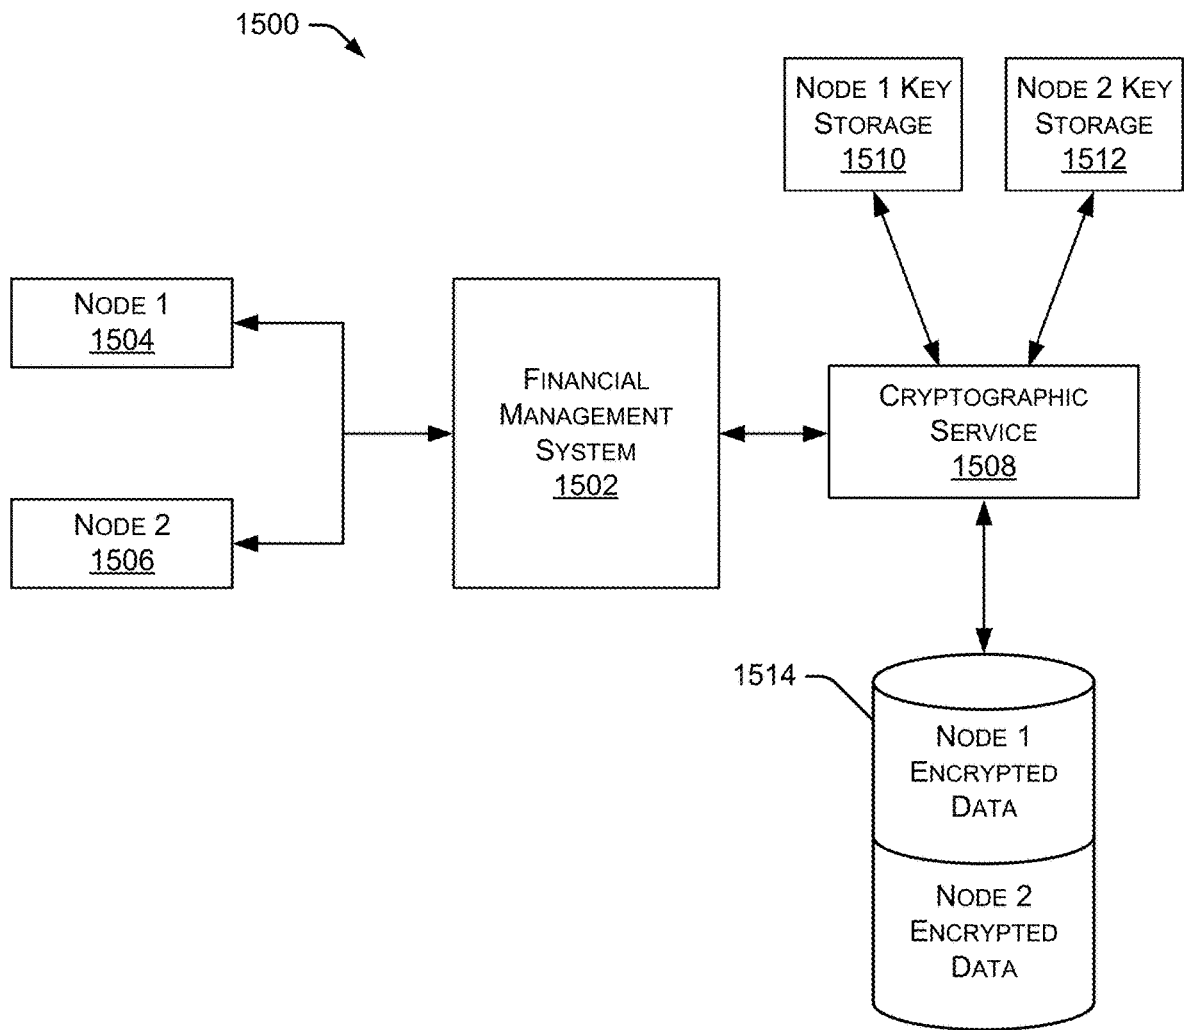 1500
NODE 1 KEY
STORAGE
1510
NODE 2 KEY
STORAGE
1512
NODE 1
1504
FINANCIAL
MANAGEMENT
SYSTEM
1502
CRYPTOGRAPHIC
SERVICE
1508
NODE 2
1506
1514
NODE 1
ENCRYPTED
DATA
NODE 2
ENCRYPTED
DATA